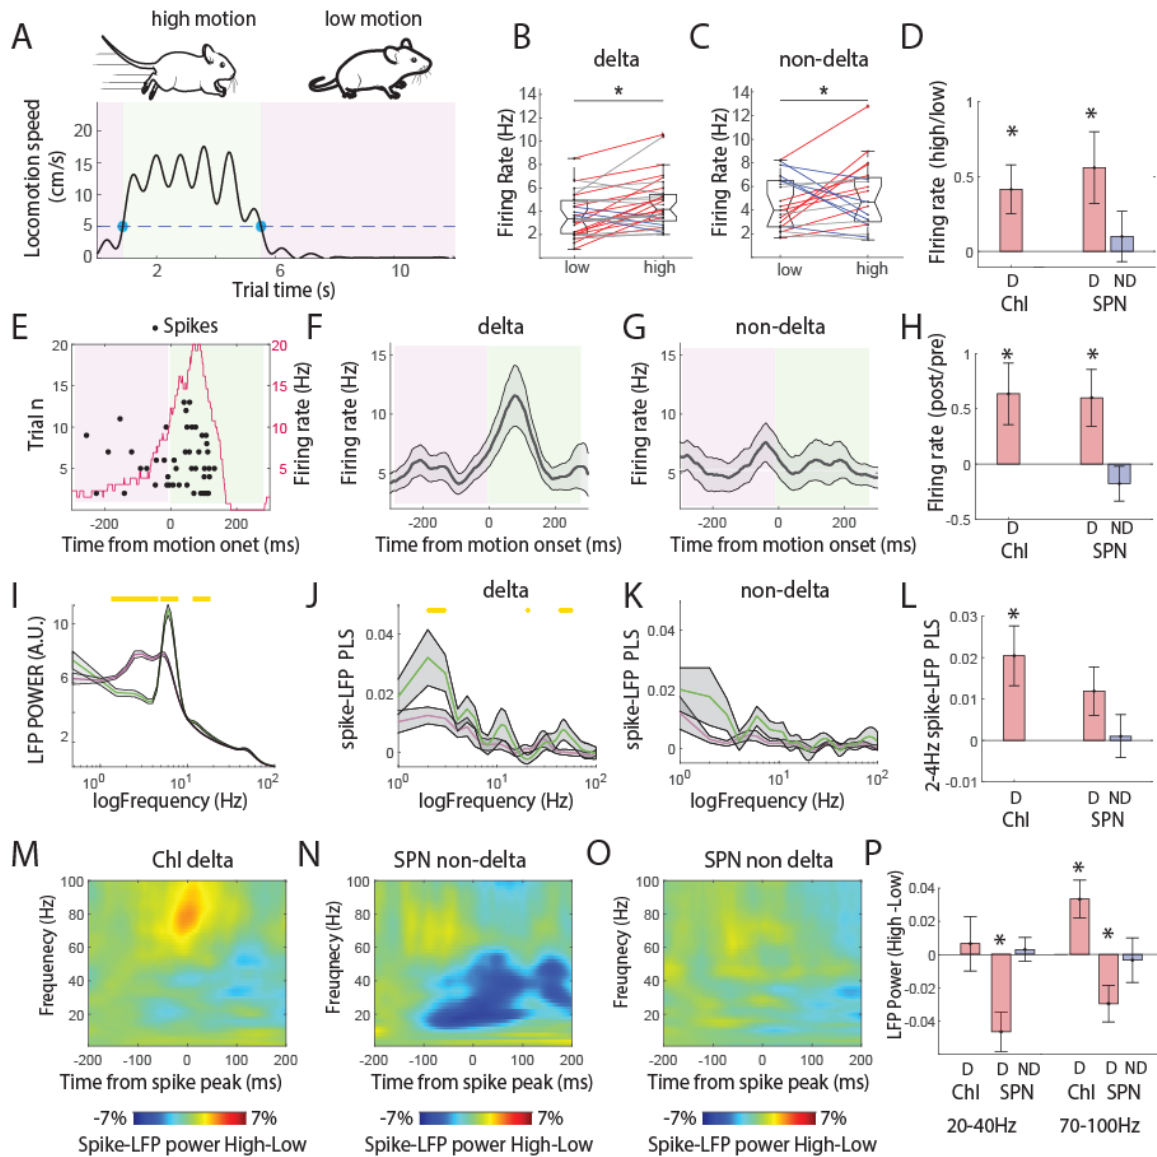 A
high motion
low motion
Locomotion speed
(cm/s)
20
15
10
5
0
2
6
10
Trial time (s)
B
delta
*
Firing Rate (Hz)
14
12
10
8
6
4
2
low
high
C
non-delta
*
Firing Rate (Hz)
14
12
10
8
6
4
2
low
high
D
FIring rate (high/low)
1
0.5
0
*
*
D
D ND
ChI
SPN
E
• Spikes
Trial n
20
15
10
5
20
15
10
5
Firing rate (Hz)
-200
0
200
Time from motion onet (ms)
F
delta
Firing rate (Hz)
15
10
5
-200
0
200
Time from motion onset (ms)
G
non-delta
Firing rate (Hz)
15
10
5
-200
0
200
Time from motion onset (ms)
H
FIring rate (post/pre)
1
0.5
0
-0.5
*
*
D
D ND
ChI
SPN
I
LFP POWER (A.U.)
10
6
2
10⁰
10¹
10²
logFrequency (Hz)
J
delta
spike-LFP PLS
0.04
0.02
0
10⁰
10¹
10²
logFrequency (Hz)
K
non-delta
spike-LFP PLS
0.04
0.02
0
10⁰
10¹
10²
logFrequency (Hz)
L
2-4Hz spike-LFP PLS
0.03
0.02
0.01
0
-0.01
*
D
D ND
ChI
SPN
M
ChI delta
Frequenecy (Hz)
100
80
60
40
20
-200
-100
0
100
200
Time from spike peak (ms)
-7%
7%
Spike-LFP power High-Low
N
SPN non-delta
Freuqnecy (Hz)
100
80
60
40
20
-200
-100
0
100
200
Time from spike peak (ms)
-7%
7%
Spike-LFP power High-Low
O
SPN non delta
Freuqnecy (Hz)
100
80
60
40
20
-200
-100
0
100
200
Time from spike peak (ms)
-7%
7%
Spike-LFP power High-Low
P
LFP Power (High -Low)
0.04
0.02
0
-0.02
-0.04
*
*
*
D
D ND
D
D ND
ChI
SPN
ChI
SPN
20-40Hz
70-100Hz